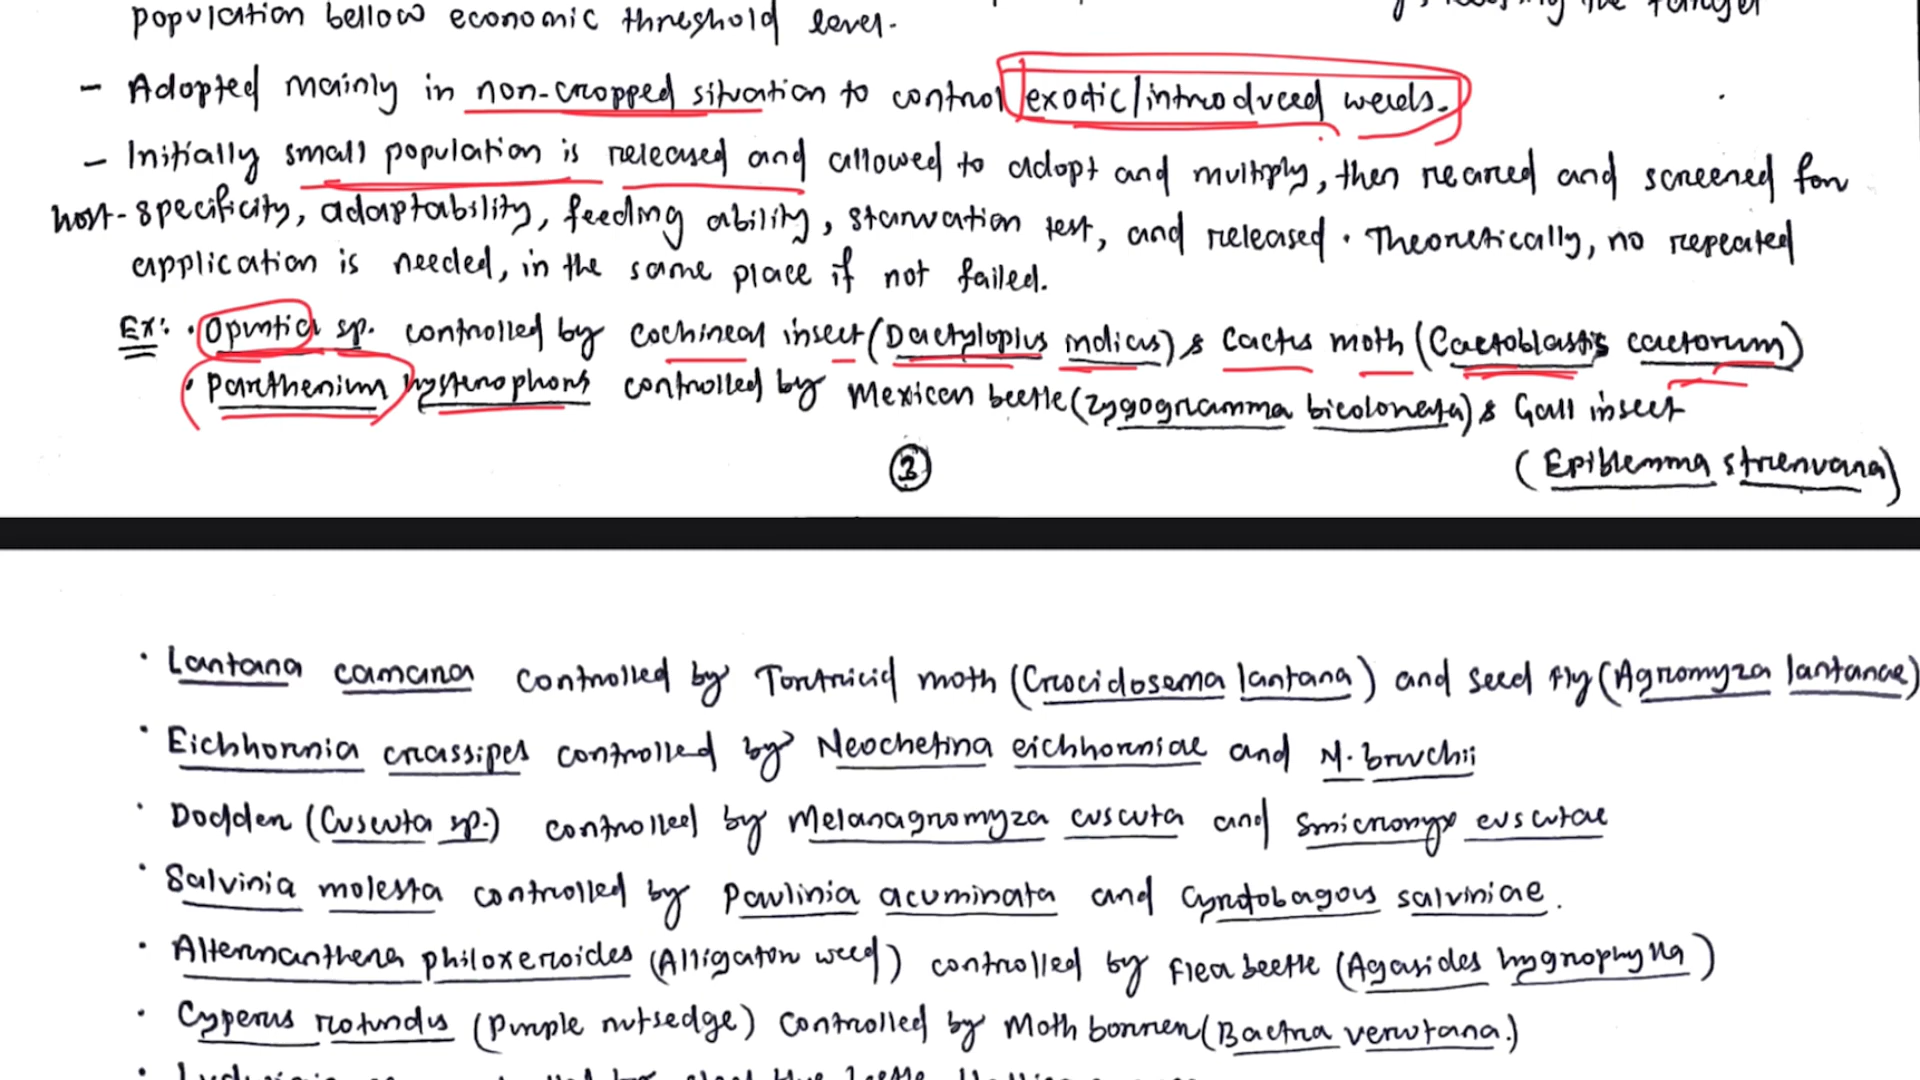 population bellow economic threshold level.
- Adopted mainly in non-cropped situation to control exotic/introduced weeds.
- Initially small population is released and allowed to adopt and multiply, then reared and screened for
host-specificity, adaptability, feeding ability, starvation test, and released. Theoretically, no repeated
application is needed, in the same place if not failed.
Ex: • Opuntia sp. controlled by Cochineal insect (Dactyloplus indicus) & Cactus moth (Cactoblastis cactorum)
• Parthenium hysterophors controlled by Mexican beetle (Zygogramma bicolorata) & Gall insect
(Epiblemma strenuana)
3
• Lantana camara controlled by Tortricid moth (Crocidosema lantana) and seed fly (Agromyza lantanae)
• Eichhornia crassipes controlled by Neochetina eichhorniae and N. bruchii
• Dodder (Cuscuta sp.) controlled by Melanagromyza cuscuta and Smicronyx cuscutae
• Salvinia molesta controlled by Paulinia acuminata and Cyrtobagous salviniae.
• Alternanthera philoxeroides (Alligator weed) controlled by Flea beetle (Agasides hygrophylla)
• Cyperus rotundus (Purple nutsedge) controlled by Moth borrer (Bactra verutana.)